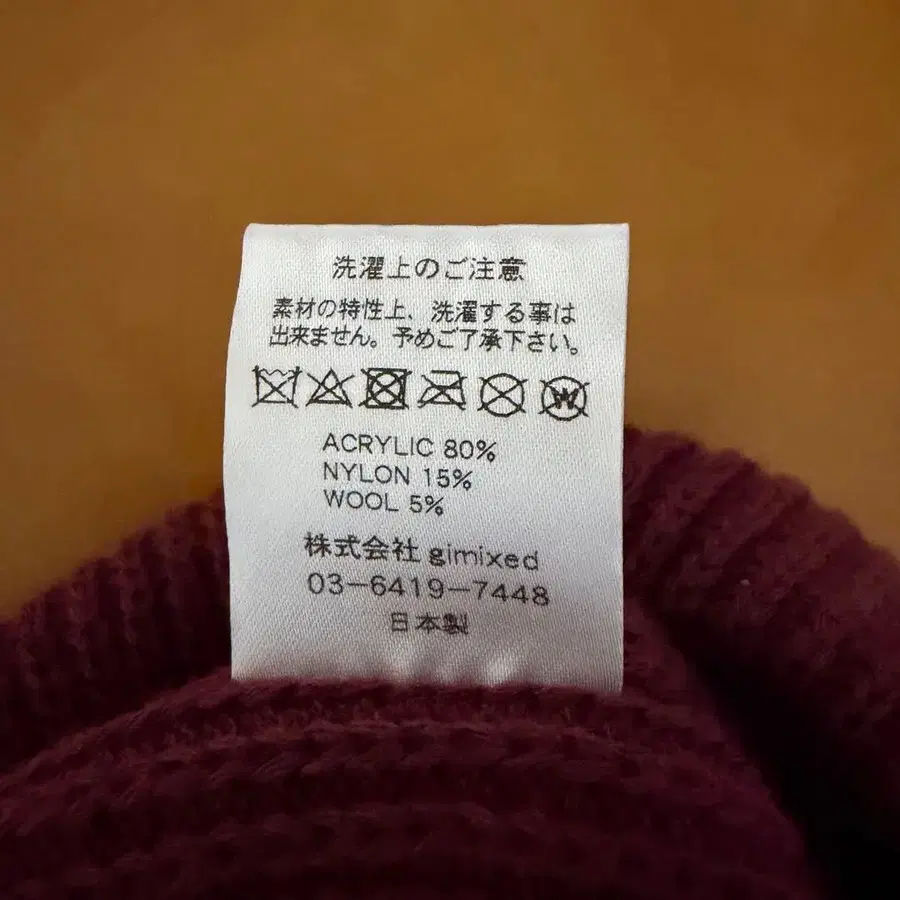 洗濯上のご注意
素材の特性上、洗濯する事は
出来ません。予めご了承下さい。
W
ACRYLIC 80%
NYLON 15%
WOOL 5%
株式会社 gimixed
03-6419-7448
日本製